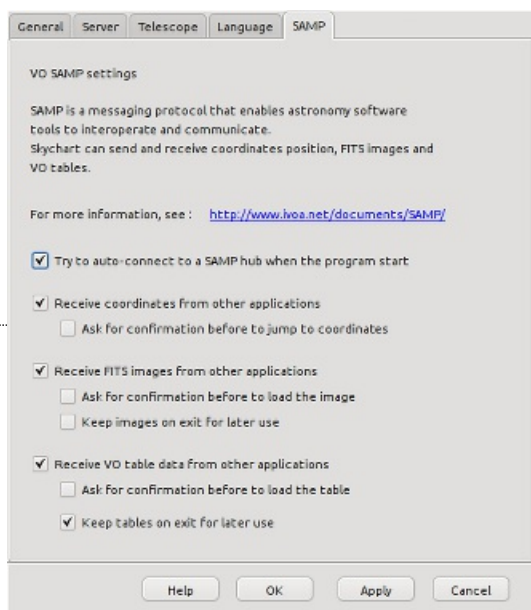 General Server Telescope Language SAMP
VO SAMP settings
SAMP is a messaging protocol that enables astronomy software
tools to interoperate and communicate.
Skychart can send and receive coordinates position, FITS images and
VO tables.
For more information, see : http://www.ivoa.net/documents/SAMP/
Try to auto-connect to a SAMP hub when the program start
Receive coordinates from other applications
Ask for confirmation before to jump to coordinates
Receive FITS images from other applications
Ask for confirmation before to load the image
Keep images on exit for later use
Receive VO table data from other applications
Ask for confirmation before to load the table
Keep tables on exit for later use
Help OK Apply Cancel